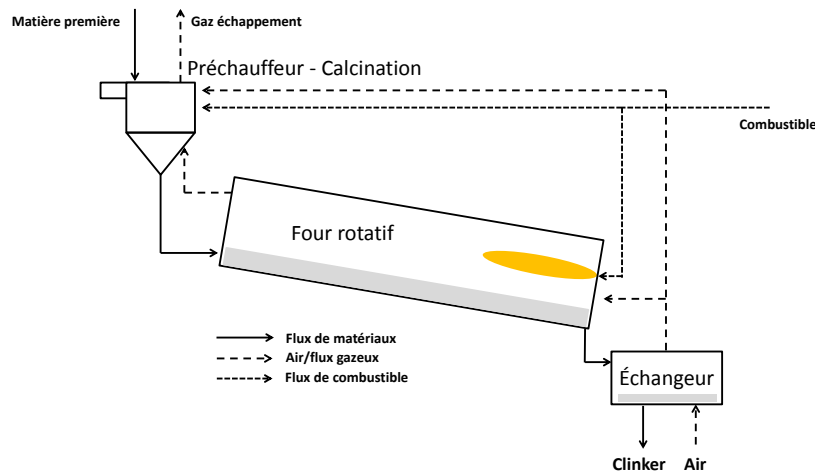 Matière première
Gaz échappement
Préchauffeur - Calcination
Combustible
Four rotatif
Flux de matériaux
Air/flux gazeux
Flux de combustible
Échangeur
Clinker
Air